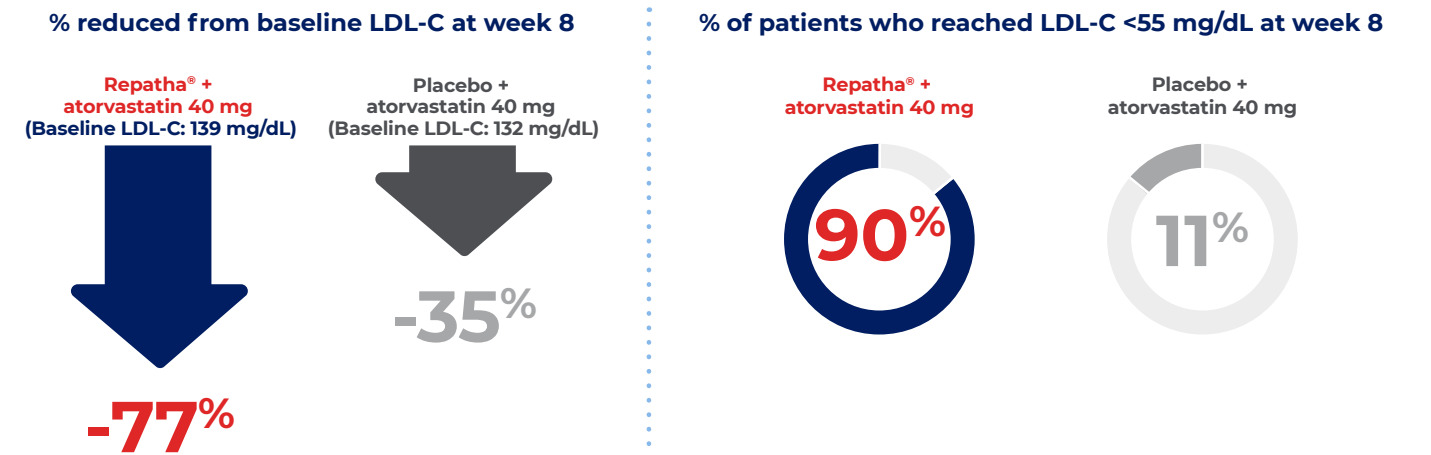 % reduced from baseline LDL-C at week 8
Repatha® +
atorvastatin 40 mg
(Baseline LDL-C: 139 mg/dL)
-77%
Placebo +
atorvastatin 40 mg
(Baseline LDL-C: 132 mg/dL)
-35%
% of patients who reached LDL-C <55 mg/dL at week 8
Repatha® +
atorvastatin 40 mg
90%
Placebo +
atorvastatin 40 mg
11%